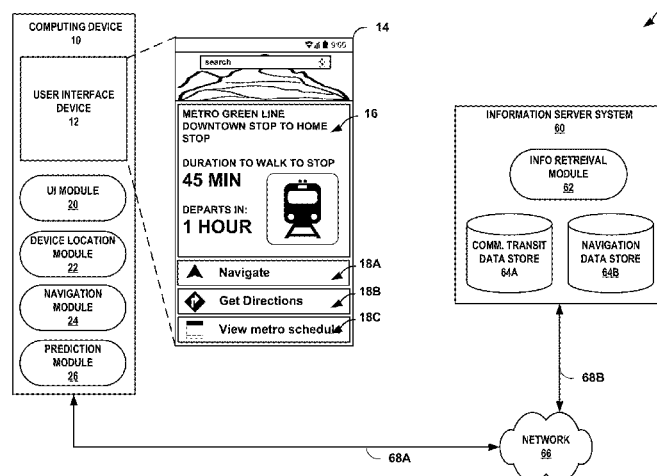 COMPUTING DEVICE
10
USER INTERFACE
DEVICE
12
UI MODULE
20
DEVICE LOCATION
MODULE
22
NAVIGATION
MODULE
24
PREDICTION
MODULE
26
14
9:00
search
METRO GREEN LINE
DOWNTOWN STOP TO HOME
STOP
16
DURATION TO WALK TO STOP
45 MIN
DEPARTS IN:
1 HOUR
Navigate
18A
Get Directions
18B
View metro schedule
18C
INFORMATION SERVER SYSTEM
60
INFO RETREIVAL
MODULE
62
COMM. TRANSIT
DATA STORE
64A
NAVIGATION
DATA STORE
64B
68B
NETWORK
66
68A